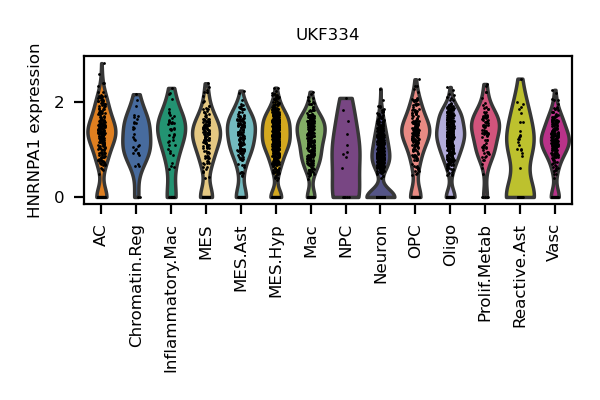 UKF334
HNRNPA1 expression
2
0
AC
Chromatin.Reg
Inflammatory.Mac
MES
MES.Ast
MES.Hyp
Mac
NPC
Neuron
OPC
Oligo
Prolif.Metab
Reactive.Ast
Vasc